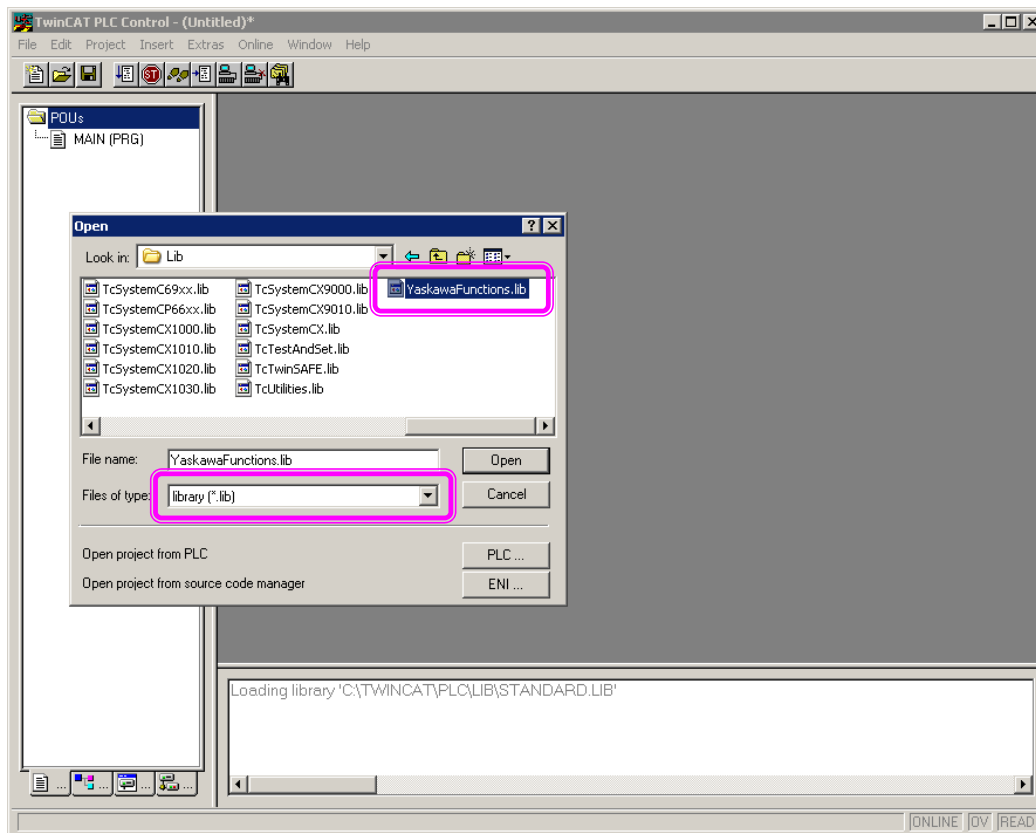 TwinCAT PLC Control - (Untitled)*
File Edit Project Insert Extras Online Window Help
POUs
MAIN (PRG)
Open
Look in: Lib
TcSystemC69xx.lib TcSystemCX9000.lib YaskawaFunctions.lib
TcSystemCP66xx.lib TcSystemCX9010.lib
TcSystemCX1000.lib TcSystemCX.lib
TcSystemCX1010.lib TcTestAndSet.lib
TcSystemCX1020.lib TcTwinSAFE.lib
TcSystemCX1030.lib TcUtilities.lib
File name: YaskawaFunctions.lib Open
Files of type: library (*.lib) Cancel
Open project from PLC PLC ...
Open project from source code manager ENI ...
Loading library 'C:\TWINCAT\PLC\LIB\STANDARD.LIB'
... ... ... ...
ONLINE OV READ